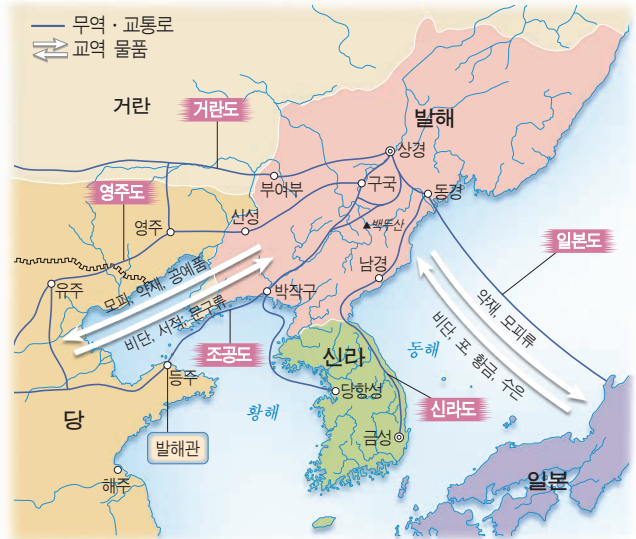 무역·교통로
교역 물품
거란
거란도
발해
상경
영주도
부여부
구국
동경
신성
영주
백두산
일본도
유주
모피, 약재, 공예품
비단, 서적, 문구류
남경
박작구
약재, 모피류
비단, 포, 황금, 수은
조공도
신라
동해
등주
당항성
신라도
황해
당
금성
발해관
해주
일본